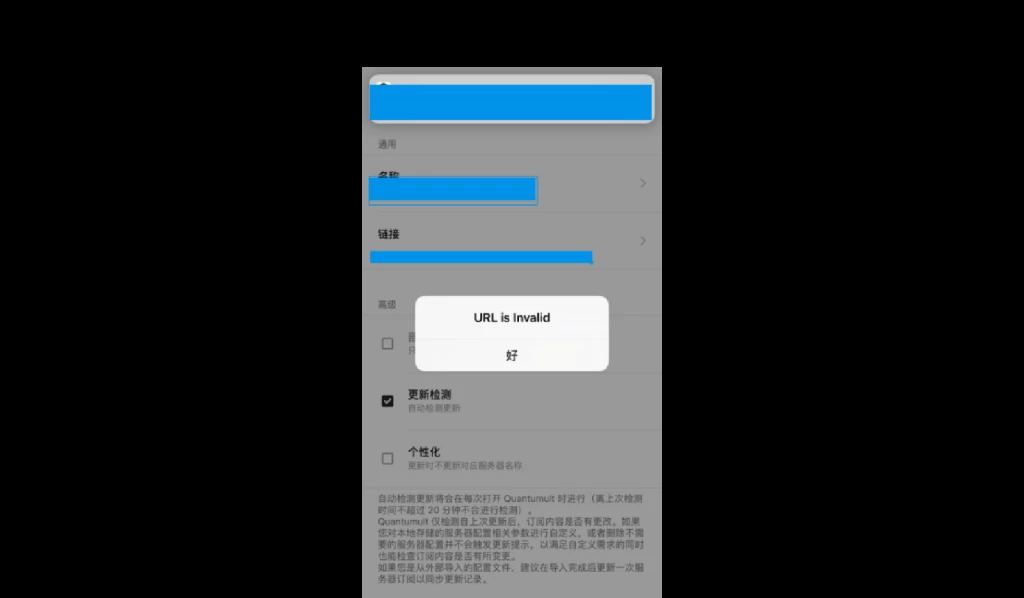 通用
名称
链接
高级
URL is Invalid
好
更新检测
自动检测更新
个性化
更新时不更新时反服务器名称
自动检测更新将会在每次打开 Quantumult 时进行（离上次检测
时间不超过 20 分钟不会进行检测）。
Quantumult 仅检测自上次更新后，订阅内容是否有更改。如果
您对本地存储的服务器配置相关参数进行自定义，或者删除不需
要的服务器配置并不会触发更新提示，以满足自定义需求的同时
也能检查订阅内容是否有所变更。
如果您是从外部导入的配置文件，建议在导入完成后更新一次服
务器订阅以同步更新记录。